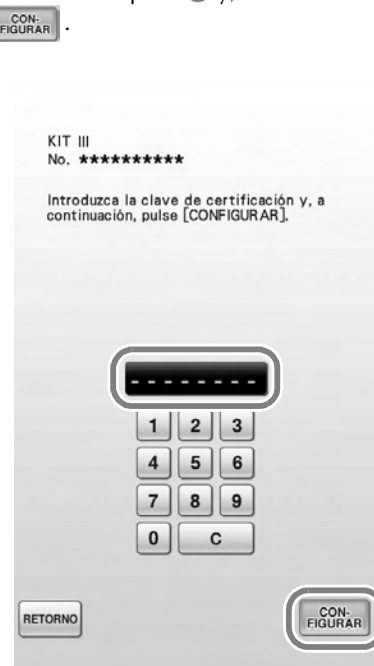 y,
CON-
FIGURAR .
KIT III
No. **********
Introduzca la clave de certificación y, a
continuación, pulse [CONFIGURAR].
- - - - - - - -
1 2 3
4 5 6
7 8 9
0 C
RETORNO
CON-
FIGURAR